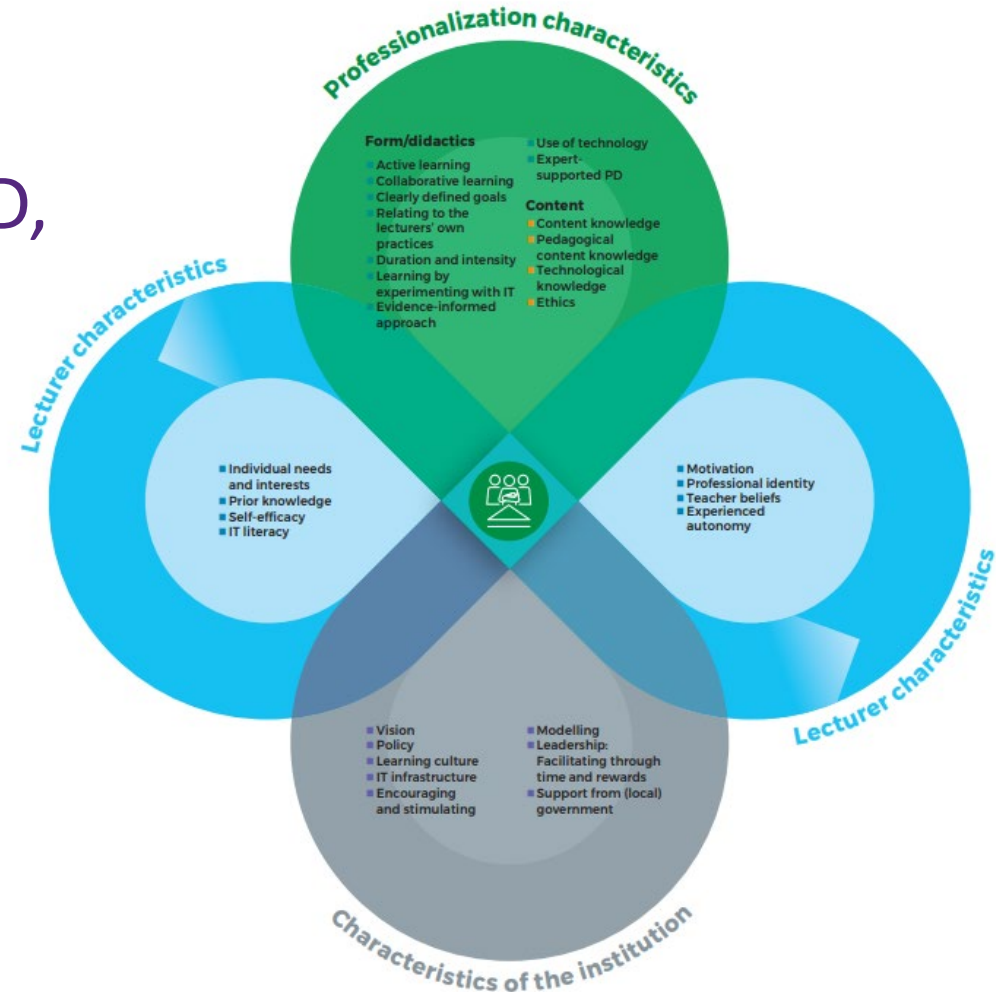 D,
Professionalization characteristics
Form/didactics
Active learning
Collaborative learning
Clearly defined goals
Relating to the
lecturers' own
practices
Duration and intensity
Learning by
experimenting with IT
Evidence-informed
approach
Use of technology
Expert-
supported PD
Content
Content knowledge
Pedagogical
content knowledge
Technological
knowledge
Ethics
Lecturer characteristics
Individual needs
and interests
Prior knowledge
Self-efficacy
IT literacy
Motivation
Professional identity
Teacher beliefs
Experienced
autonomy
Lecturer characteristics
Vision
Policy
Learning culture
IT infrastructure
Encouraging
and stimulating
Modelling
Leadership:
Facilitating through
time and rewards
Support from (local)
government
Characteristics of the institution